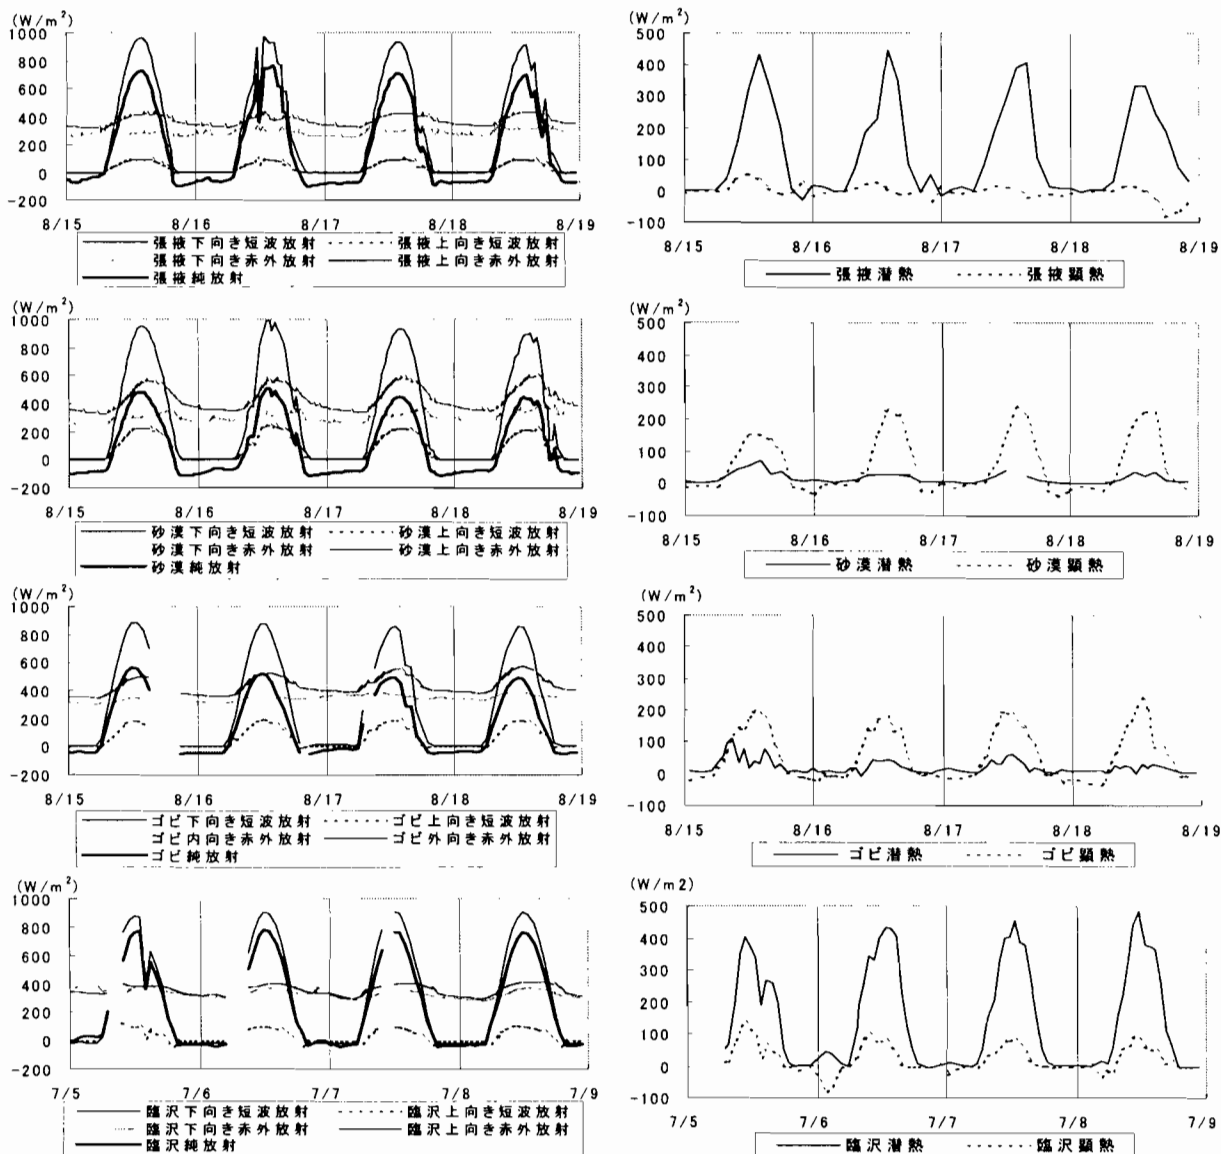 (W/m²)
1000
800
600
400
200
0
-200
8/15 8/16 8/17 8/18 8/19
張掖下向き短波放射 張掖上向き短波放射
張掖下向き赤外放射 張掖上向き赤外放射
張掖純放射
(W/m²)
500
400
300
200
100
0
-100
8/15 8/16 8/17 8/18 8/19
張掖潜熱 張掖顕熱
(W/m²)
1000
800
600
400
200
0
-200
8/15 8/16 8/17 8/18 8/19
砂漠下向き短波放射 砂漠上向き短波放射
砂漠下向き赤外放射 砂漠上向き赤外放射
砂漠純放射
(W/m²)
500
400
300
200
100
0
-100
8/15 8/16 8/17 8/18 8/19
砂漠潜熱 砂漠顕熱
(W/m²)
1000
800
600
400
200
0
-200
8/15 8/16 8/17 8/18 8/19
ゴビ下向き短波放射 ゴビ上向き短波放射
ゴビ内向き赤外放射 ゴビ外向き赤外放射
ゴビ純放射
(W/m²)
500
400
300
200
100
0
-100
8/15 8/16 8/17 8/18 8/19
ゴビ潜熱 ゴビ顕熱
(W/m²)
1000
800
600
400
200
0
-200
7/5 7/6 7/7 7/8 7/9
臨沢下向き短波放射 臨沢上向き短波放射
臨沢下向き赤外放射 臨沢上向き赤外放射
臨沢純放射
(W/m2)
500
400
300
200
100
0
-100
7/5 7/6 7/7 7/8 7/9
臨沢潜熱 臨沢顕熱